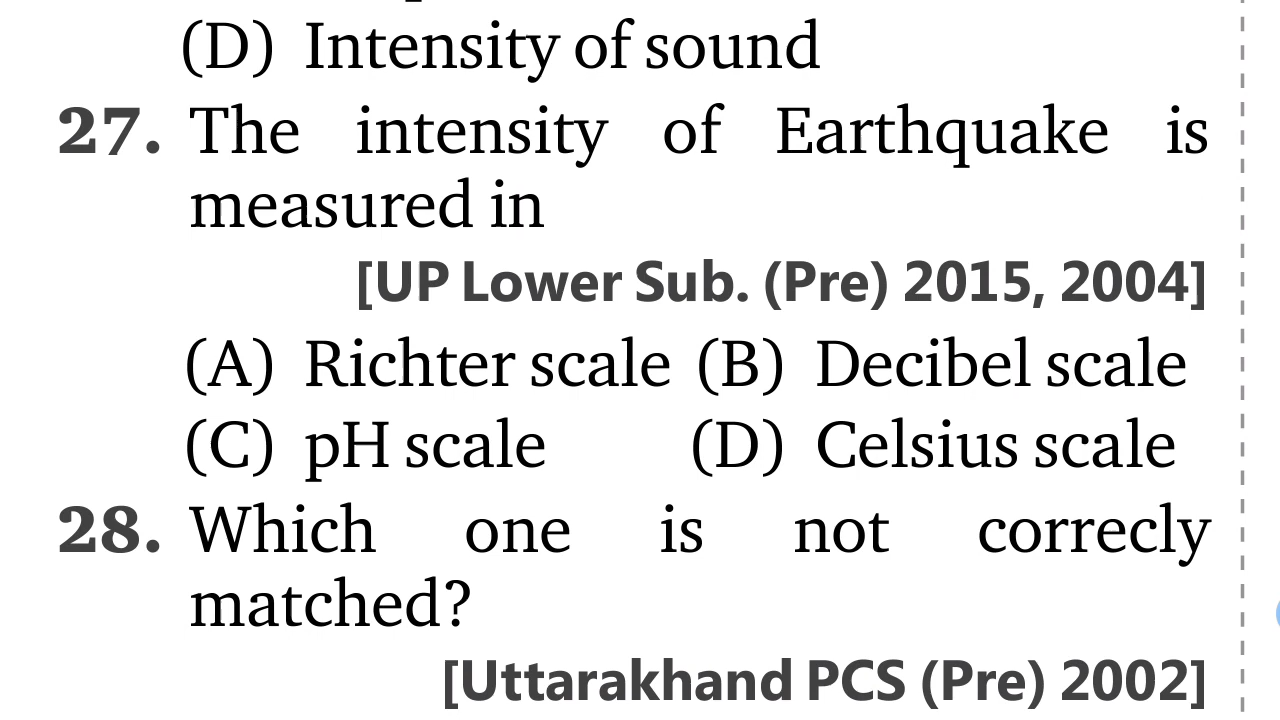 (D) Intensity of sound
27. The intensity of Earthquake is
measured in
[UP Lower Sub. (Pre) 2015, 2004]
(A) Richter scale (B) Decibel scale
(C) pH scale (D) Celsius scale
28. Which one is not correcly
matched?
[Uttarakhand PCS (Pre) 2002]